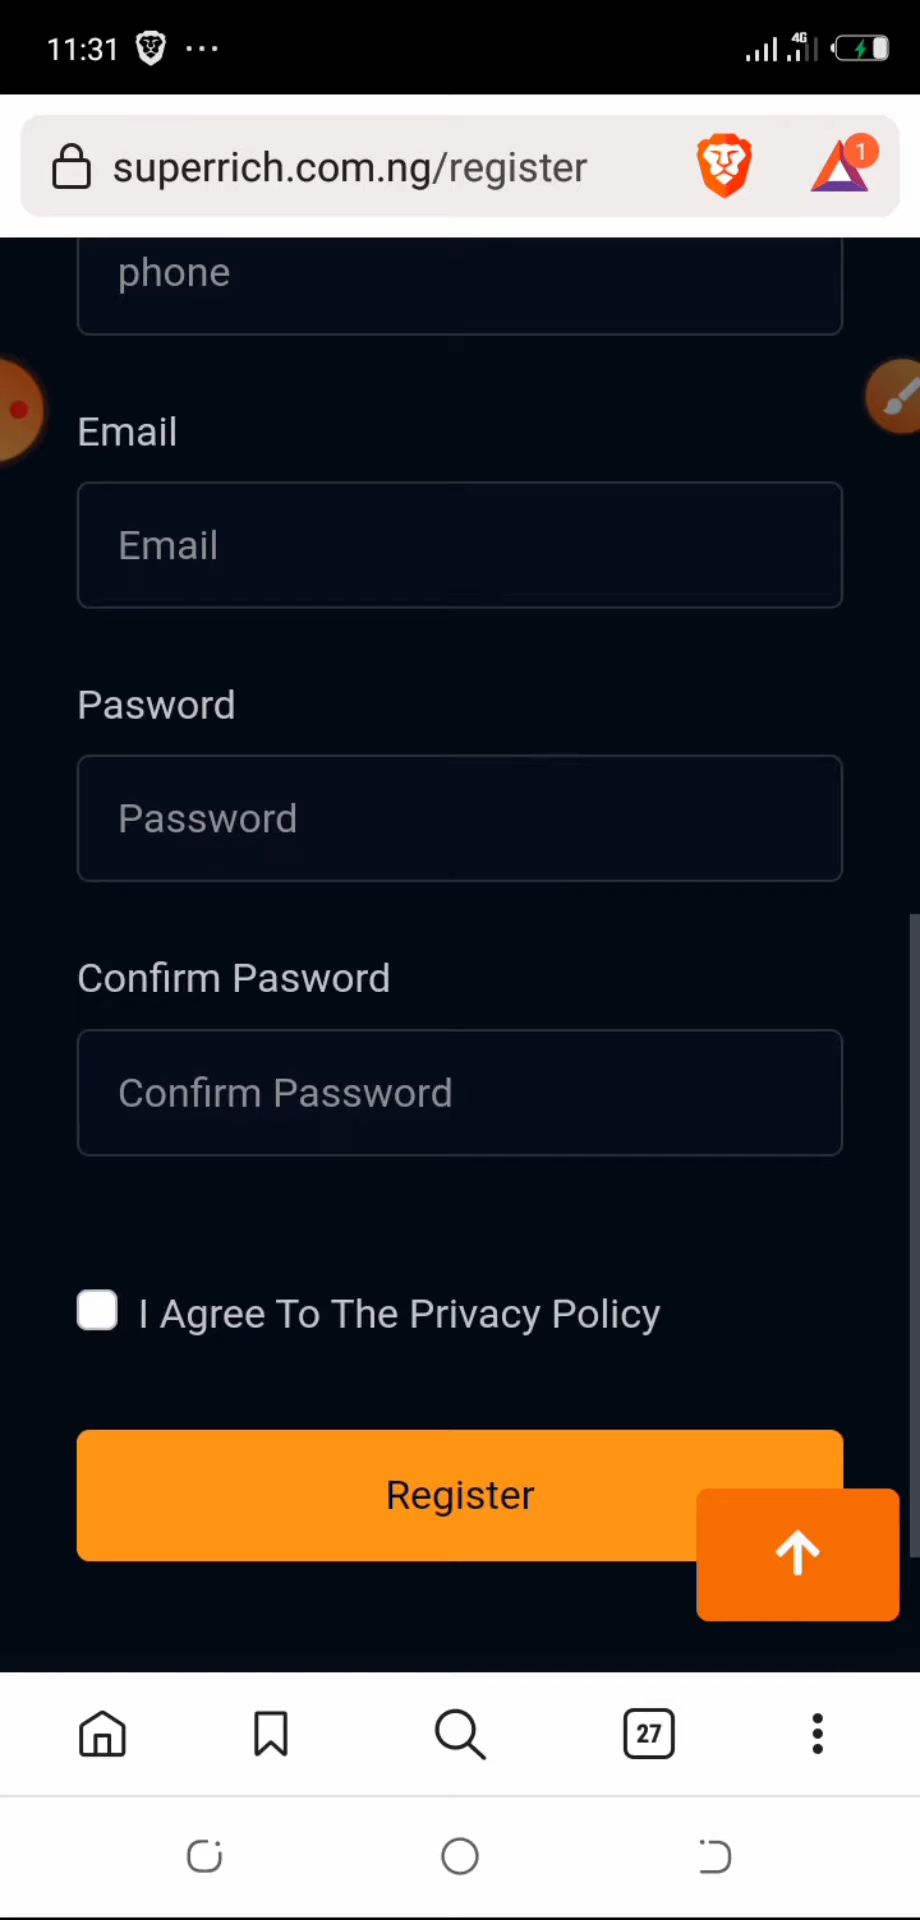 11:31
4G
superrich.com.ng/register
1
phone
Email
Email
Pasword
Password
Confirm Pasword
Confirm Password
I Agree To The Privacy Policy
Register
27